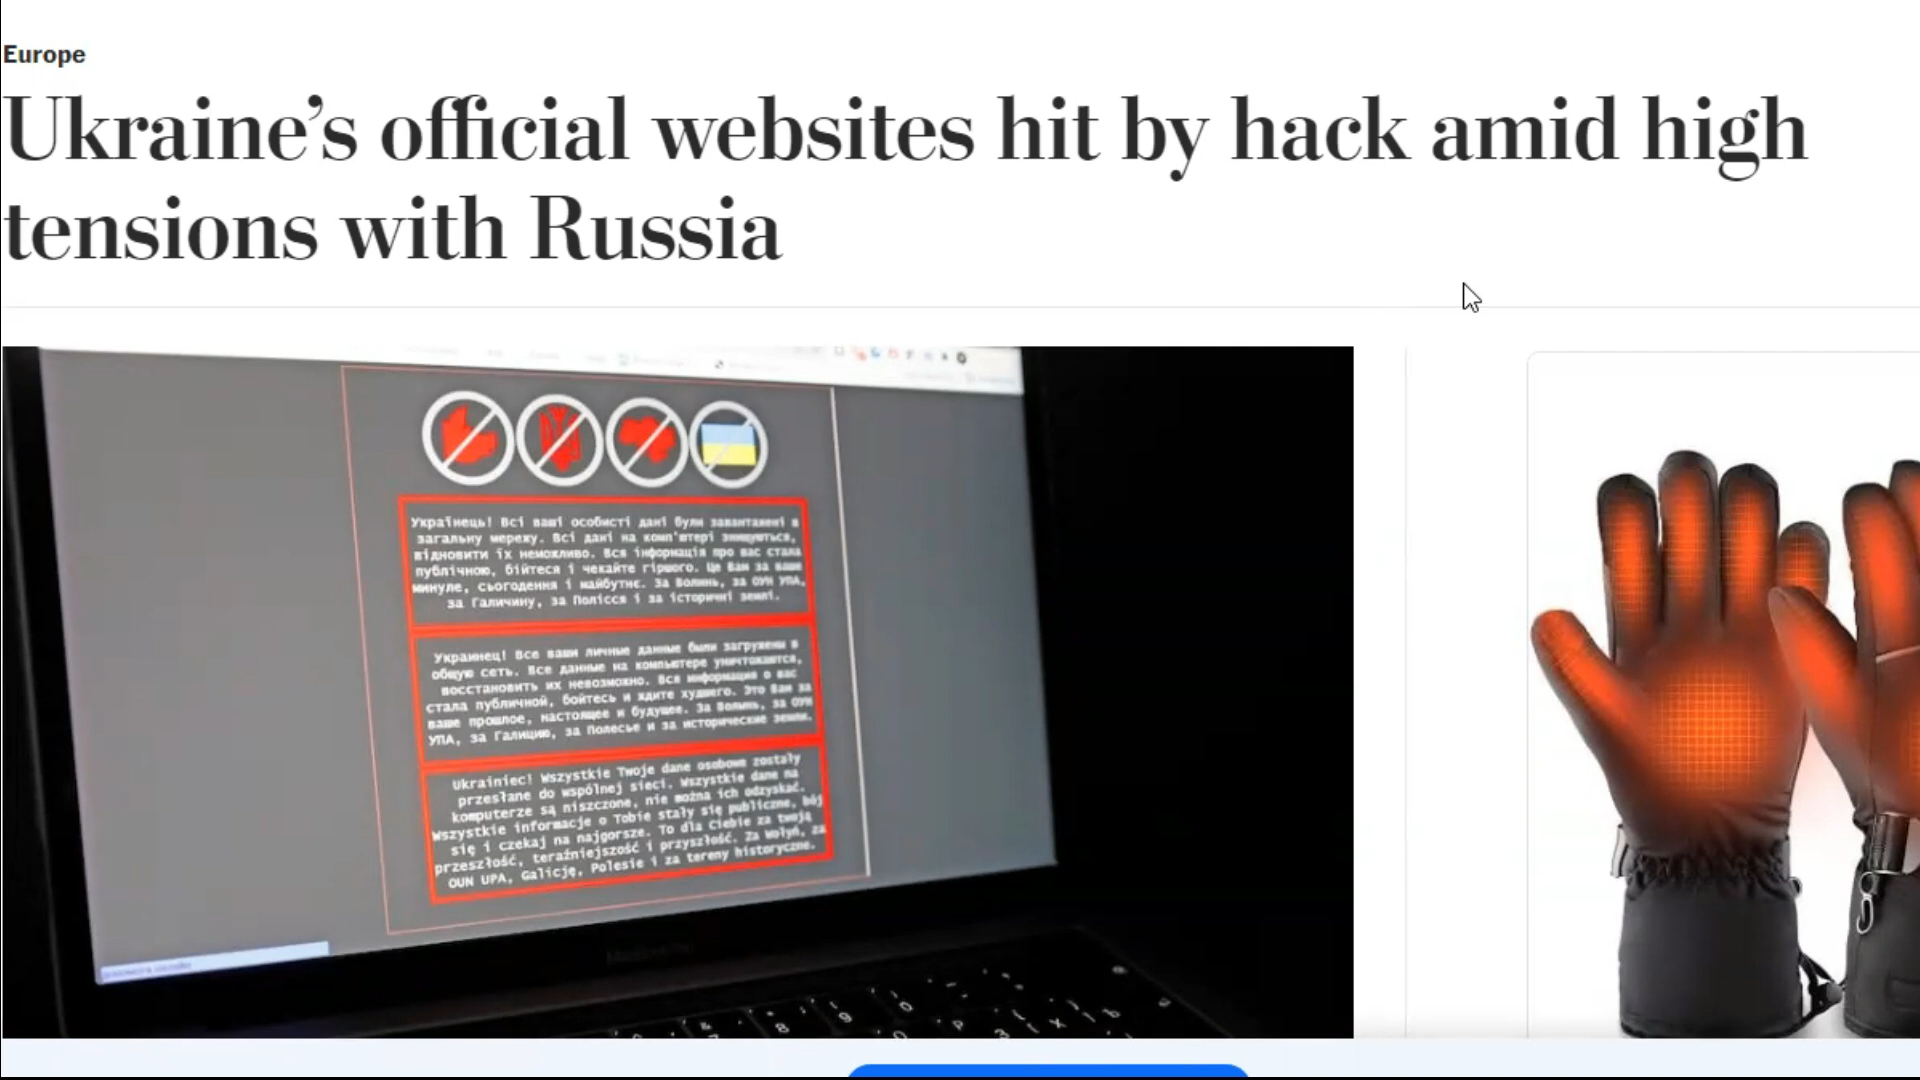 Europe
Ukraine’s official websites hit by hack amid high
tensions with Russia
Українець! Всі ваші особисті дані були завантажені в
загальну мережу. Всі дані на комп'ютері знищуються,
відновити їх неможливо. Вся інформація про вас стала
публічною, бійтеся і чекайте гіршого. Це Вам за ваше
минуле, сьогодення і майбутнє. За Волинь, за ОУН УПА,
за Галичину, за Полісся і за історичні землі.
Украинец! Все ваши личные данные были загружены в
общую сеть. Все данные на компьютере уничтожаются,
восстановить их невозможно. Вся информация о вас
стала публичной, бойтесь и ждите худшего. Это Вам за
ваше прошлое, настоящее и будущее. За Волынь, за ОУН
УПА, за Галицию, за Полесье и за исторические земли.
Ukrainiec! Wszystkie Twoje dane osobowe zostały
przesłane do wspólnej sieci. Wszystkie dane na
komputerze są niszczone, nie można ich odzyskać.
Wszystkie informacje o Tobie stały się publiczne, bój
się i czekaj na najgorsze. To dla Ciebie za twoją
przeszłość, teraźniejszość i przyszłość. Za Wołyń, za
OUN UPA, Galicję, Polesie i za tereny historyczne.